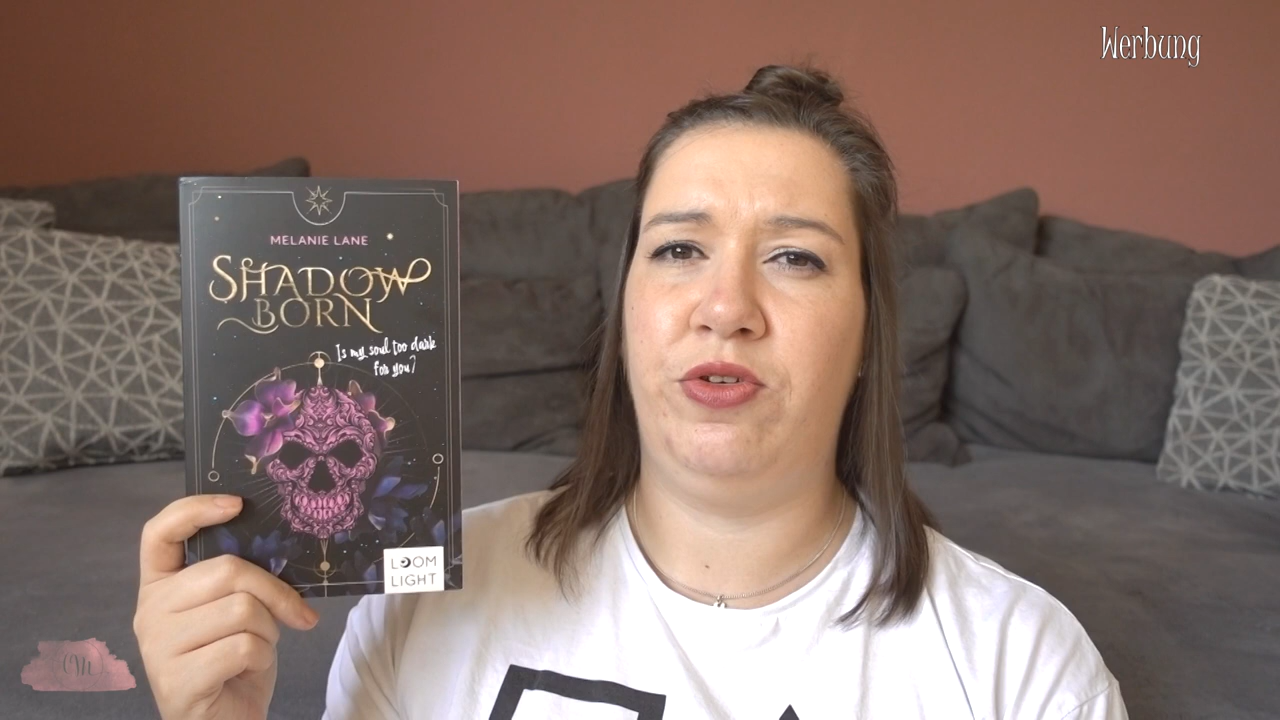 Werbung
MELANIE LANE
SHADOW
BORN
Is my soul too dark
for you?
LOOM
LIGHT